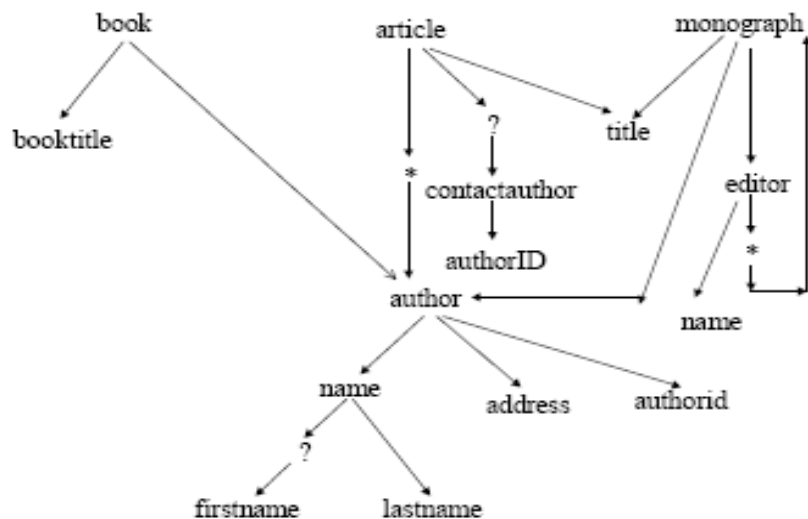 book article monograph
booktitle ? title
* contactauthor editor
authorID *
author name
name address authorid
?
firstname lastname